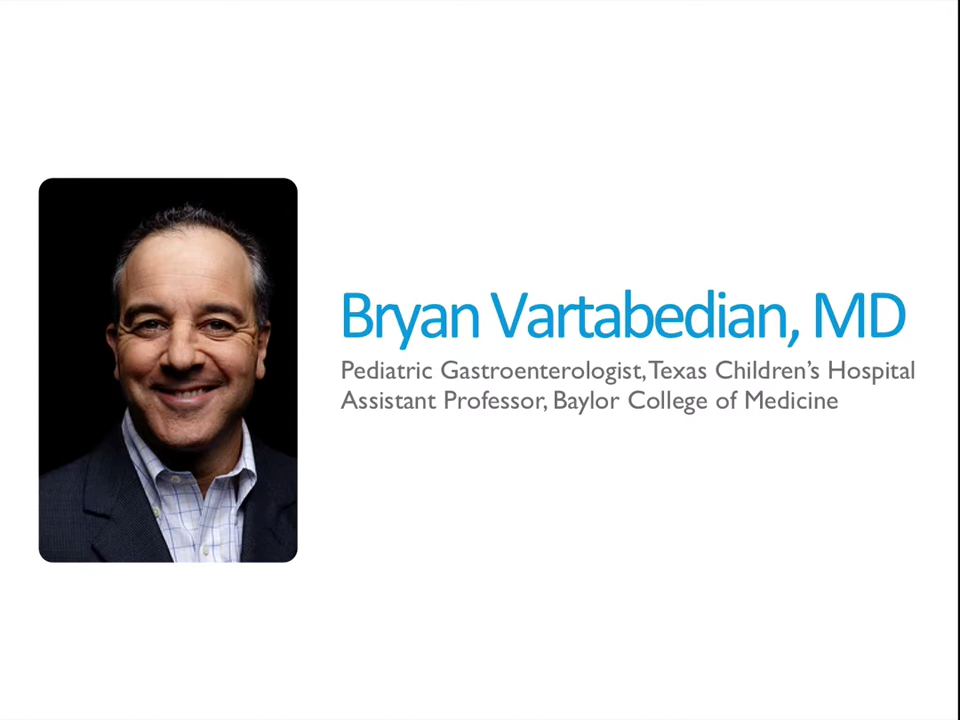 Bryan Vartabedian, MD
Pediatric Gastroenterologist, Texas Children’s Hospital
Assistant Professor, Baylor College of Medicine